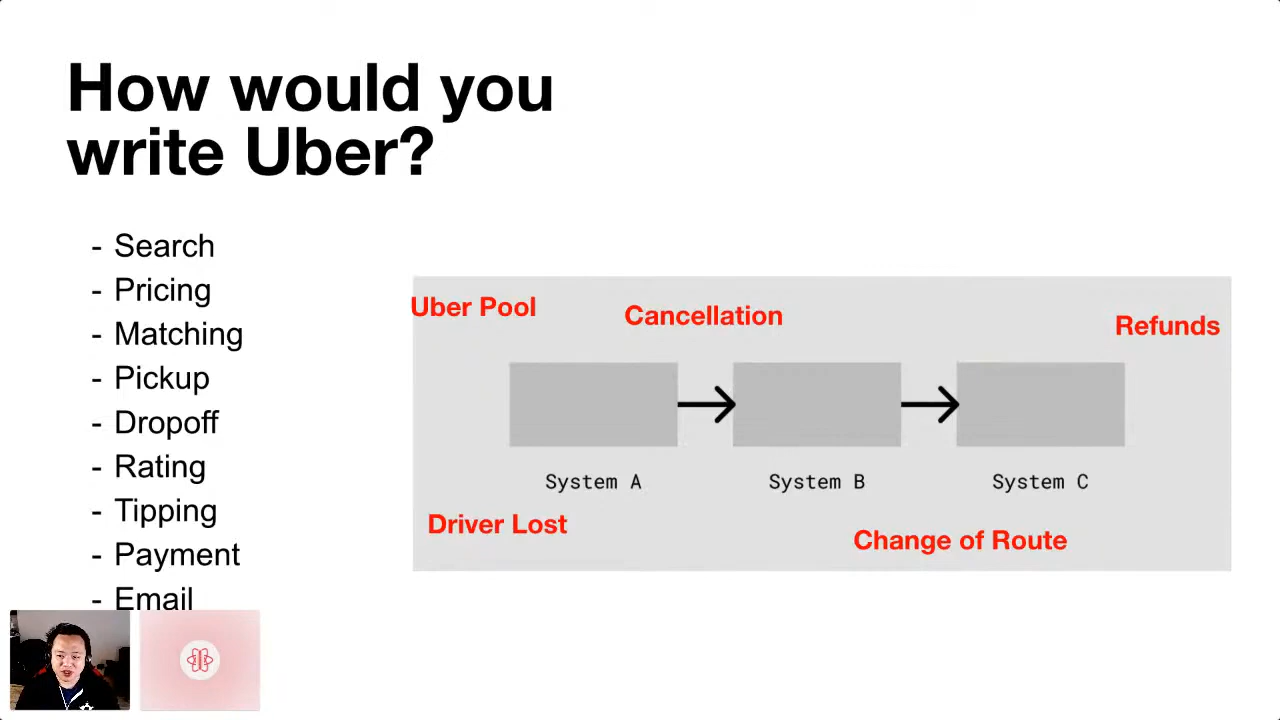 How would you
write Uber?
- Search
- Pricing
- Matching
- Pickup
- Dropoff
- Rating
- Tipping
- Payment
- Email
Uber Pool
Cancellation
Refunds
System A
System B
System C
Driver Lost
Change of Route